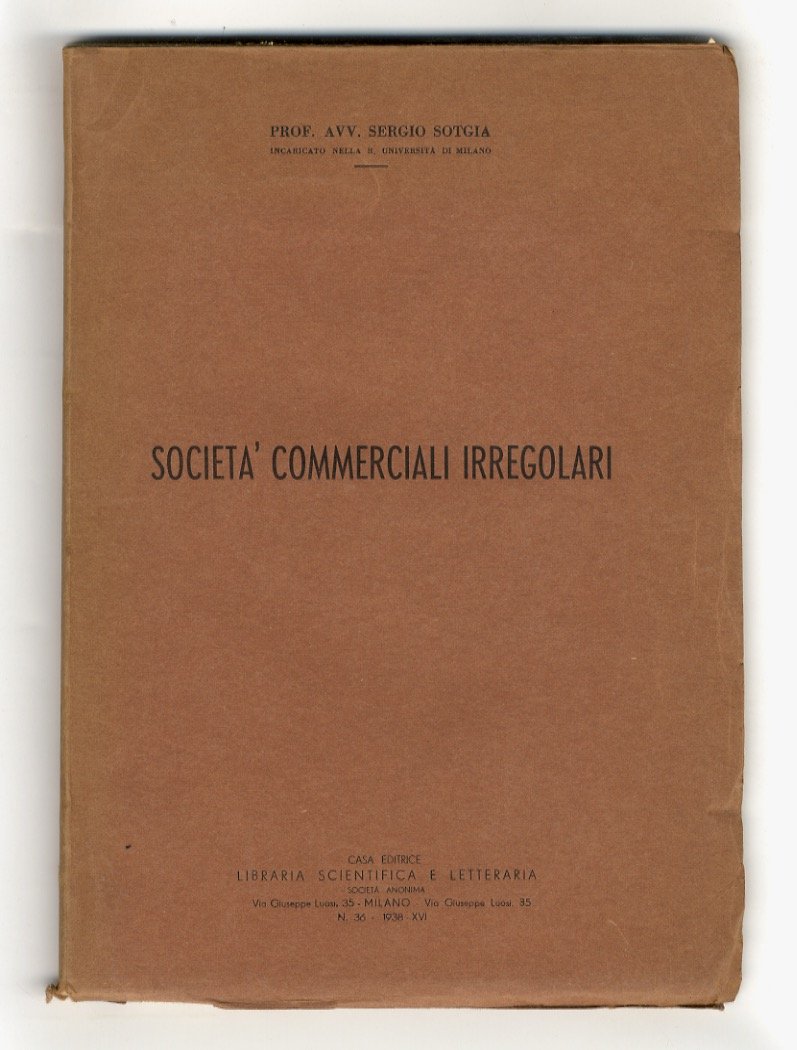 PROF. AVV. SERGIO SOTGIA
INCARICATO NELLA R. UNIVERSITÀ DI MILANO
SOCIETA' COMMERCIALI IRREGOLARI
CASA EDITRICE
LIBRARIA SCIENTIFICA E LETTERARIA
SOCIETÀ ANONIMA
Via Giuseppe Luosi, 35 - MILANO - Via Giuseppe Luosi, 35
N. 36 - 1938 - XVI